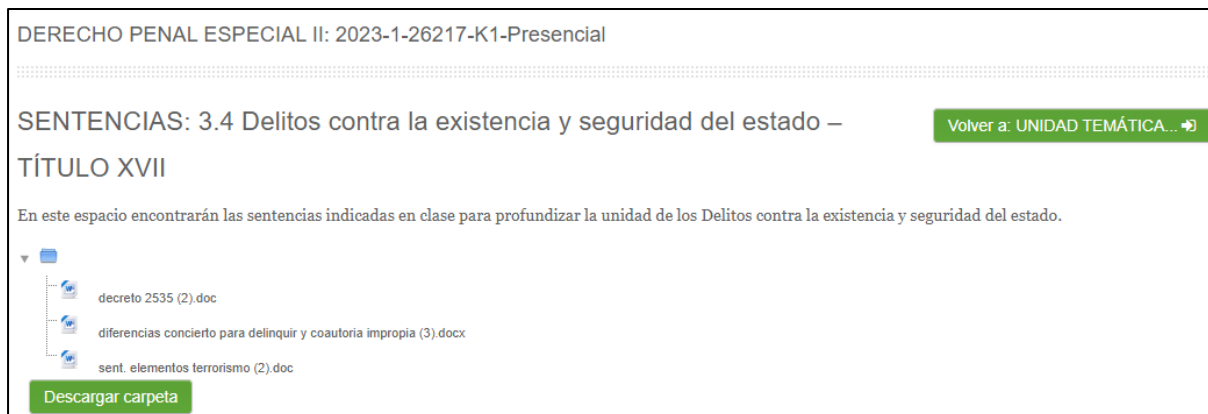 DERECHO PENAL ESPECIAL II: 2023-1-26217-K1-Presencial
SENTENCIAS: 3.4 Delitos contra la existencia y seguridad del estado –
TÍTULO XVII
Volver a: UNIDAD TEMÁTICA...
En este espacio encontrarán las sentencias indicadas en clase para profundizar la unidad de los Delitos contra la existencia y seguridad del estado.
decreto 2535 (2).doc
diferencias concierto para delinquir y coautoria impropia (3).docx
sent. elementos terrorismo (2).doc
Descargar carpeta